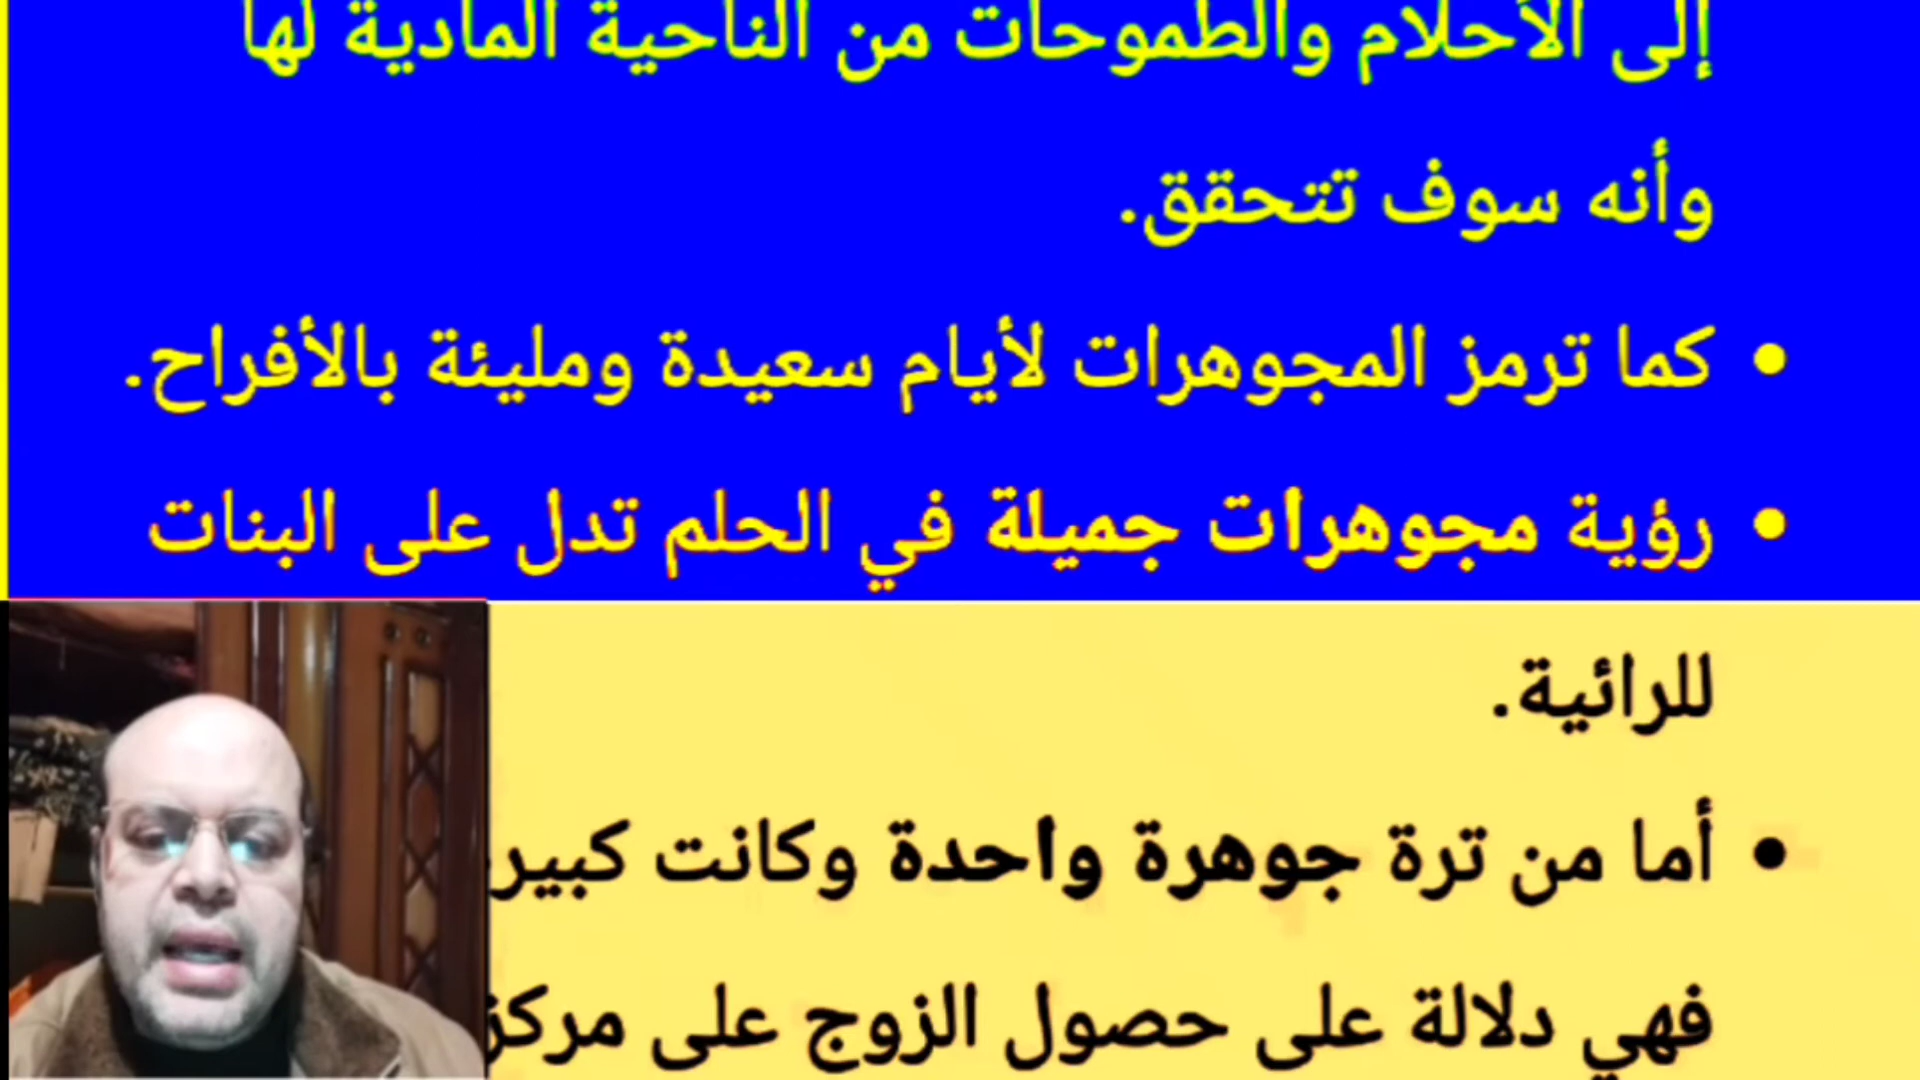 إلى الأحلام والطموحات من الناحية المادية لها
وأنه سوف تتحقق.
• كما ترمز المجوهرات لأيام سعيدة ومليئة بالأفراح.
• رؤية مجوهرات جميلة في الحلم تدل على البنات
للرائية.
• أما من ترة جوهرة واحدة وكانت كبير
فهي دلالة على حصول الزوج على مركز